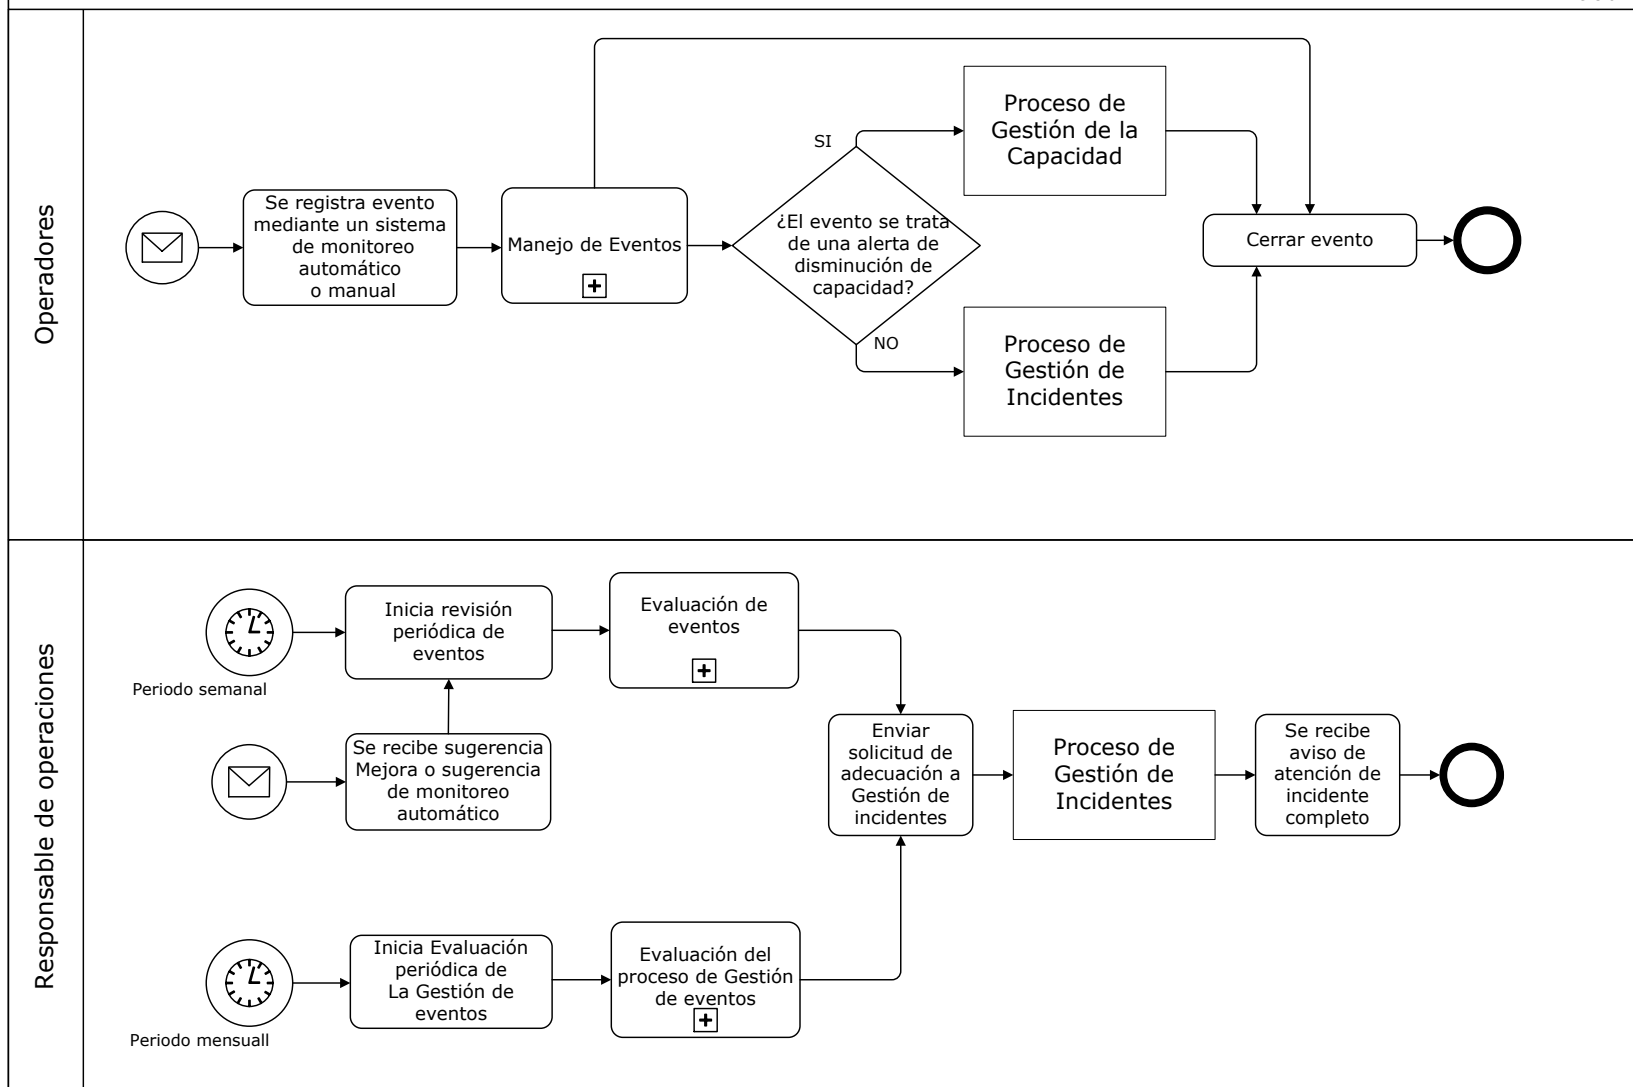 Operadores
Se registra evento
mediante un sistema
de monitoreo
automático
o manual
Manejo de Eventos
¿El evento se trata
de una alerta de
disminución de
capacidad?
SI
NO
Proceso de
Gestión de la
Capacidad
Proceso de
Gestión de
Incidentes
Cerrar evento
Responsable de operaciones
Periodo semanal
Inicia revisión
periódica de
eventos
Evaluación de
eventos
Se recibe sugerencia
Mejora o sugerencia
de monitoreo
automático
Enviar
solicitud de
adecuación a
Gestión de
incidentes
Proceso de
Gestión de
Incidentes
Se recibe
aviso de
atención de
incidente
completo
Periodo mensuall
Inicia Evaluación
periódica de
La Gestión de
eventos
Evaluación del
proceso de Gestión
de eventos